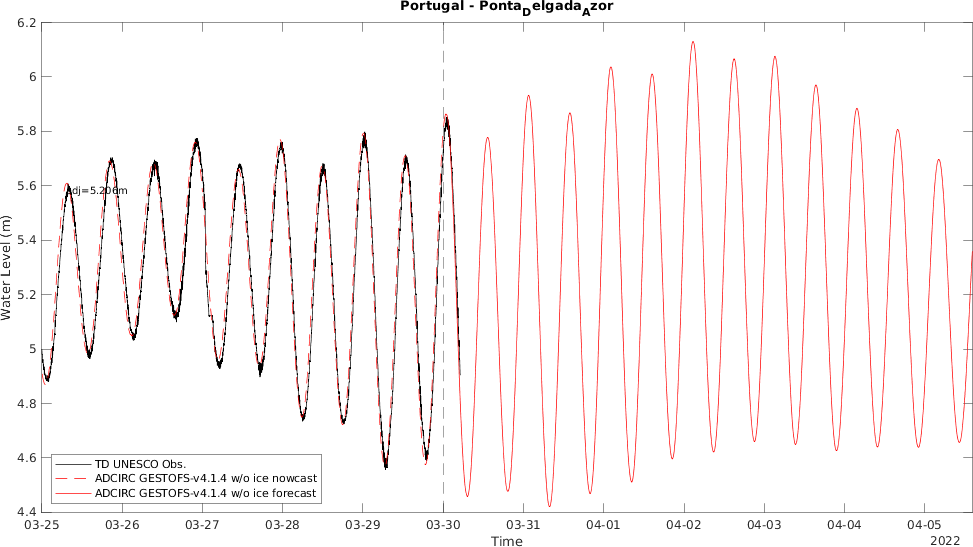 Portugal - PontaDelgadaAzor
6.2
6
5.8
5.6
5.4
5.2
5
4.8
4.6
4.4
Water Level (m)
adj=5.206m
TD UNESCO Obs.
ADCIRC GESTOFS-v4.1.4 w/o ice nowcast
ADCIRC GESTOFS-v4.1.4 w/o ice forecast
03-25 03-26 03-27 03-28 03-29 03-30 03-31 04-01 04-02 04-03 04-04 04-05
Time
2022